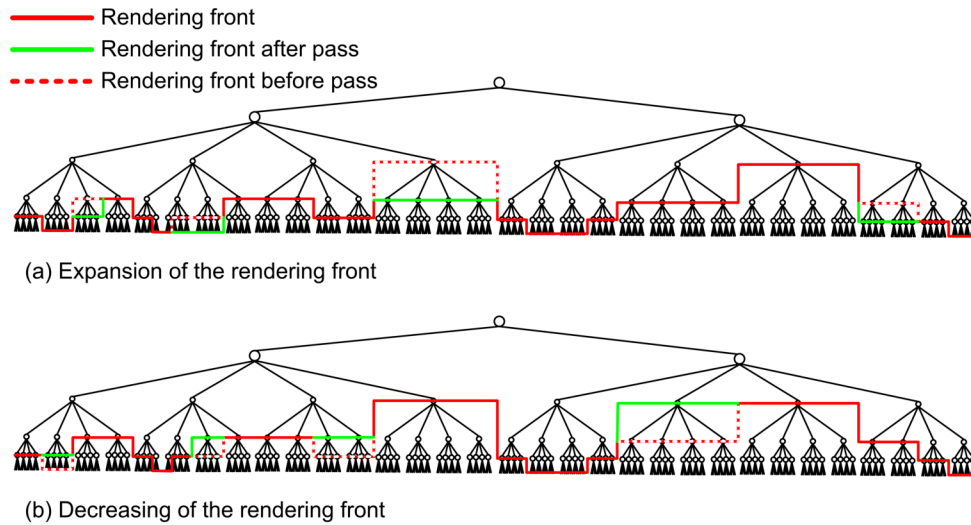 Rendering front
Rendering front after pass
Rendering front before pass
(a) Expansion of the rendering front
(b) Decreasing of the rendering front